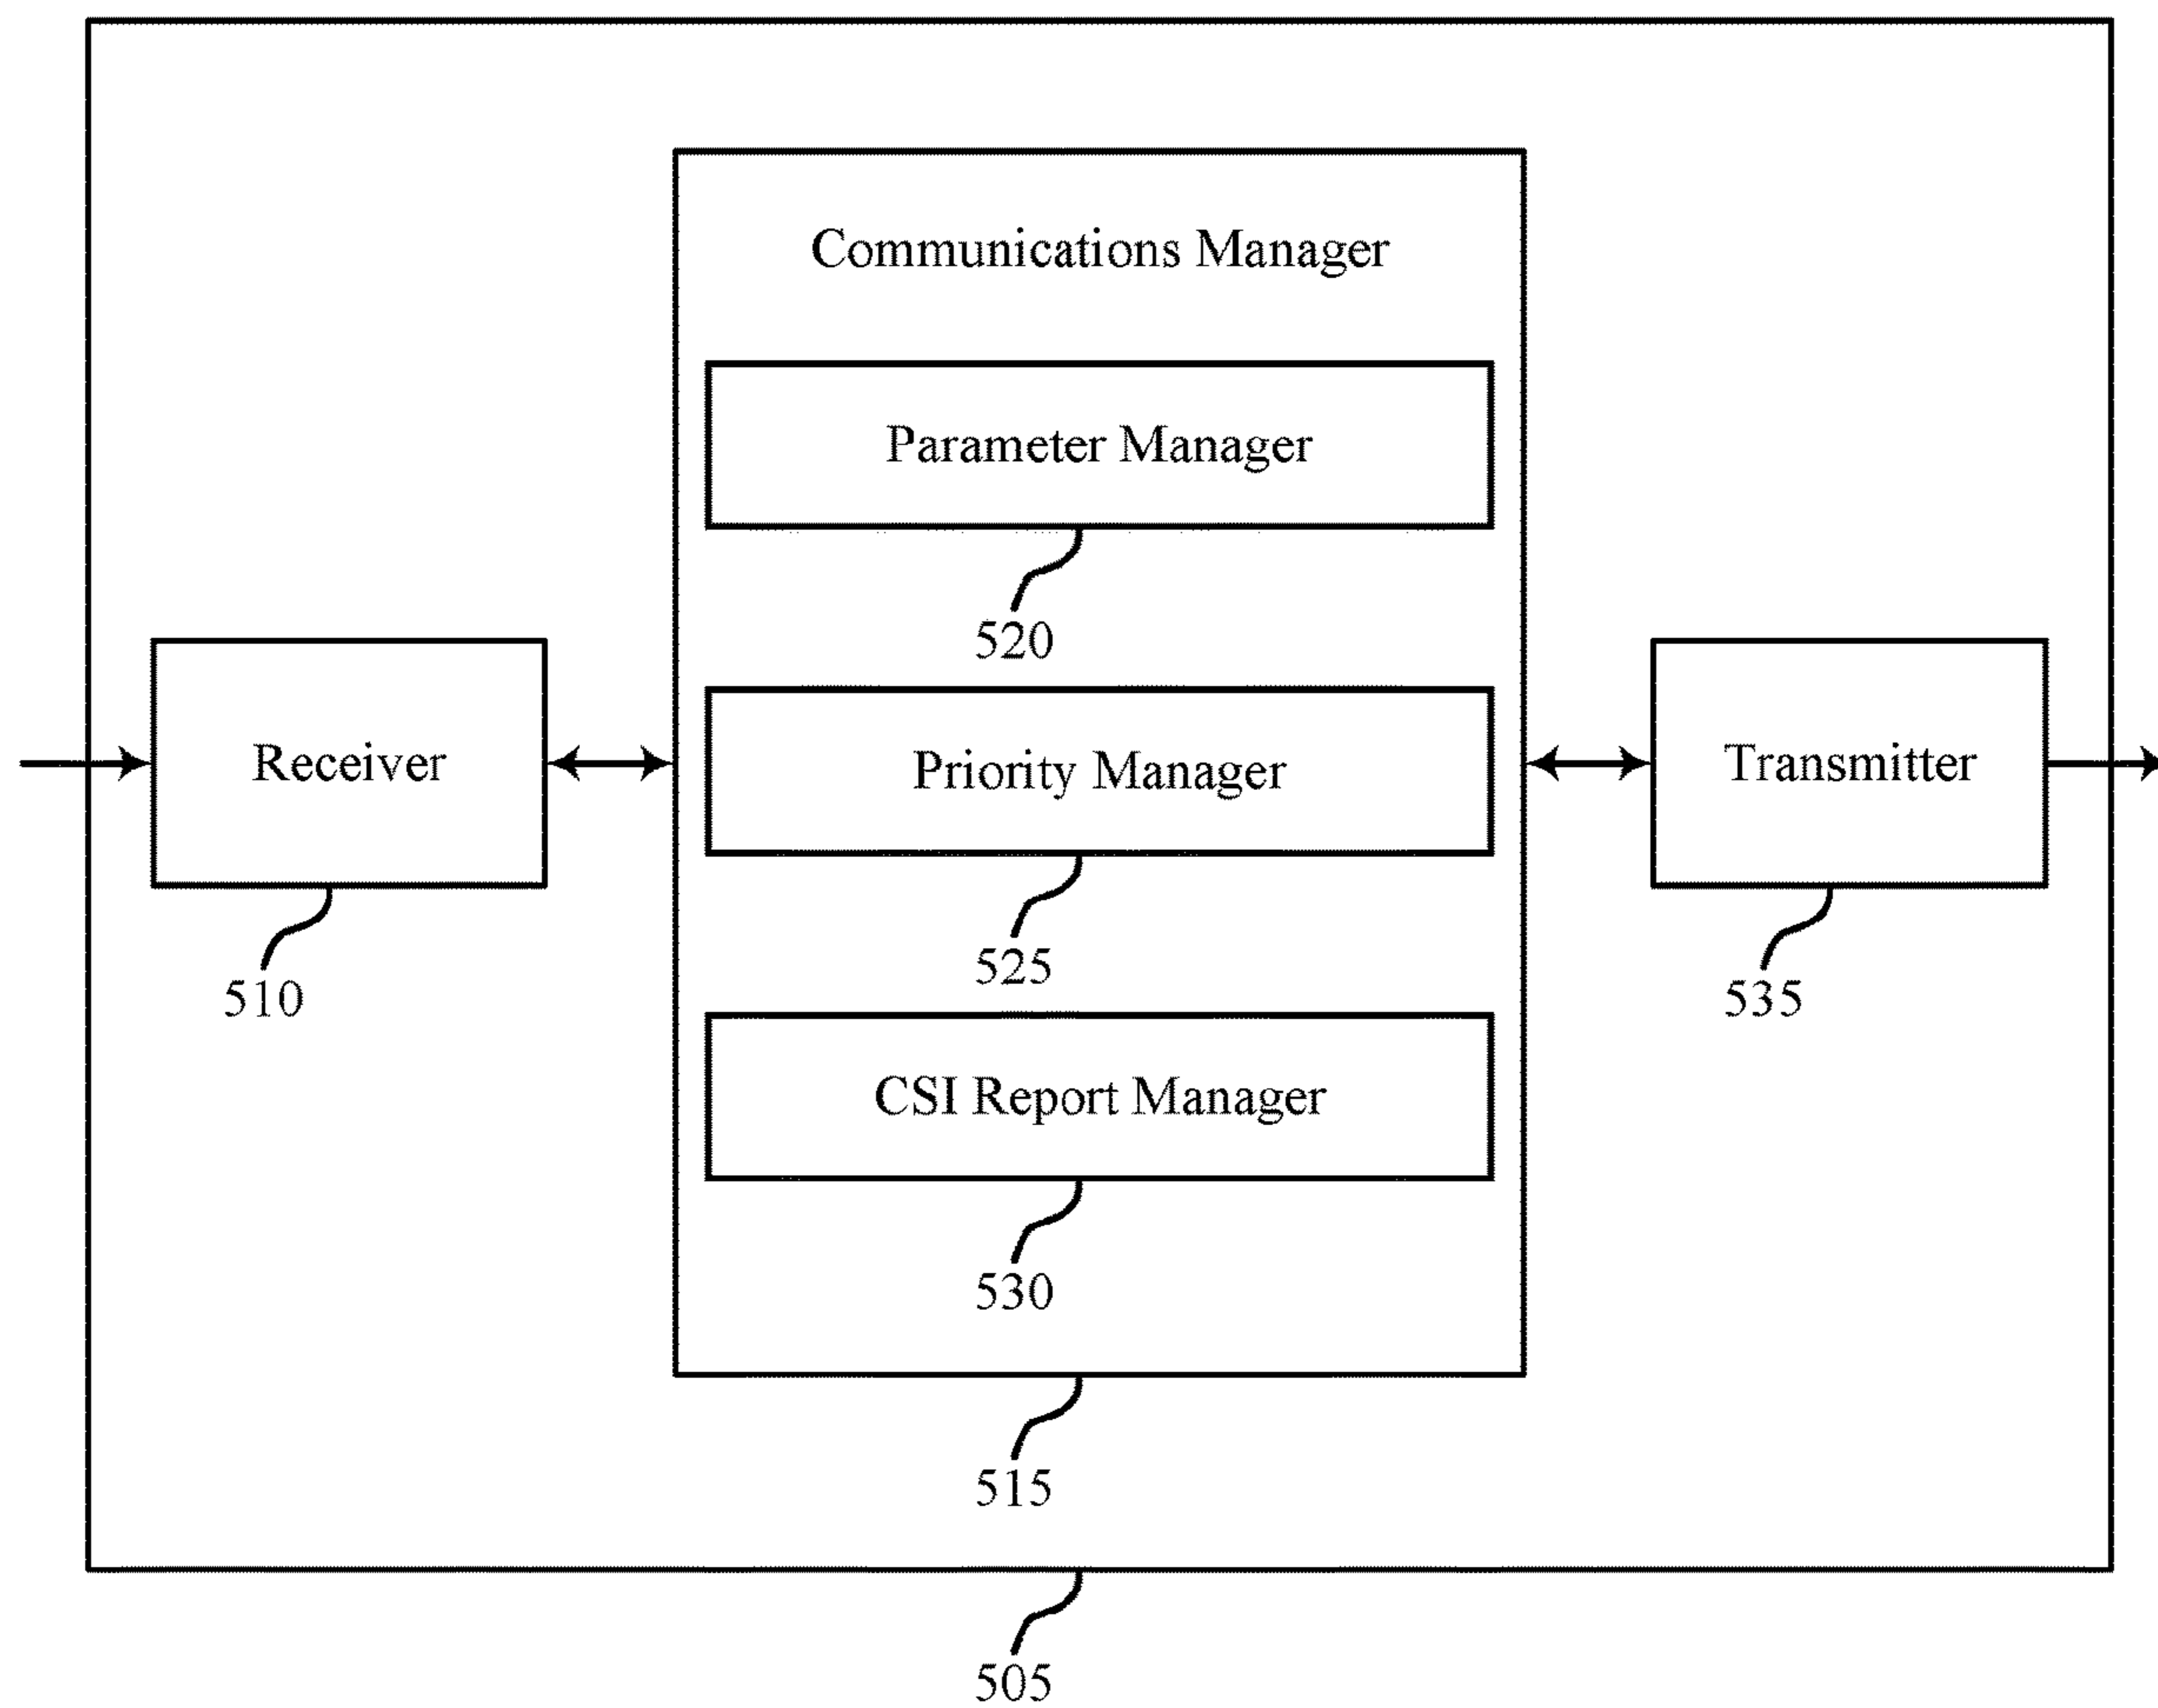 Communications Manager
Parameter Manager
520
Receiver
510
Priority Manager
525
Transmitter
535
CSI Report Manager
530
515
505